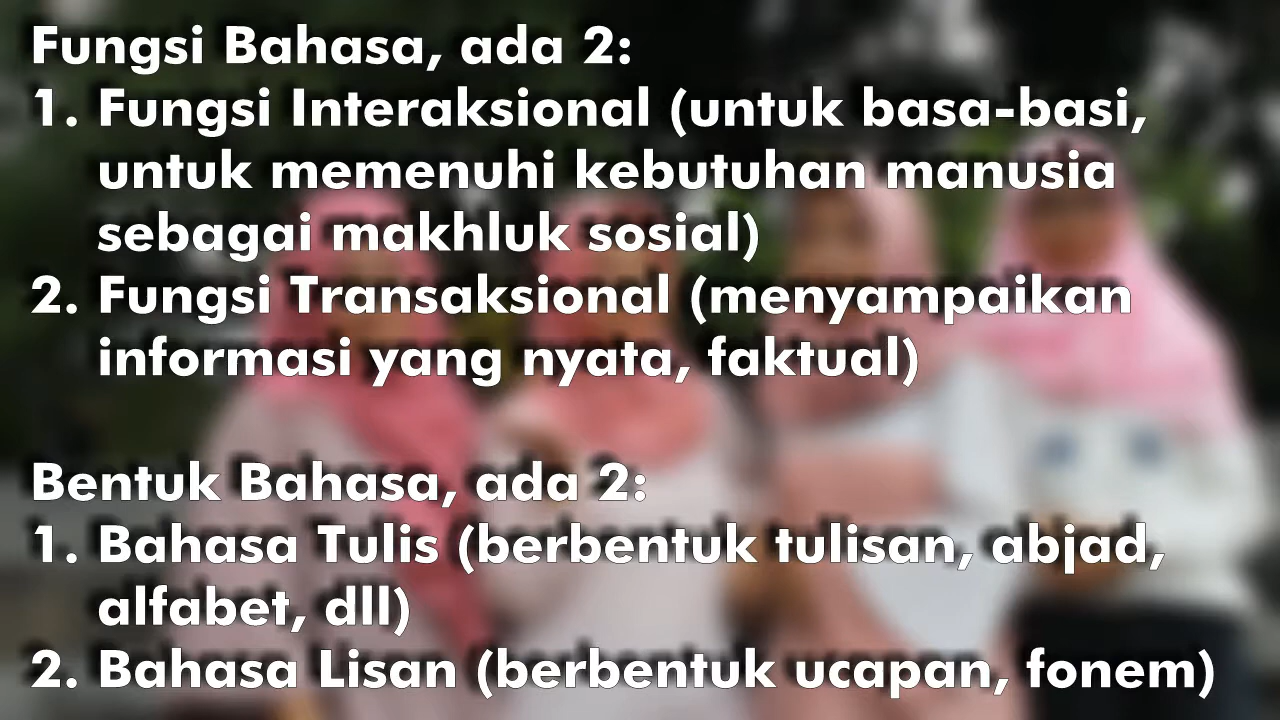 Fungsi Bahasa, ada 2:
1. Fungsi Interaksional (untuk basa-basi,
untuk memenuhi kebutuhan manusia
sebagai makhluk sosial)
2. Fungsi Transaksional (menyampaikan
informasi yang nyata, faktual)
Bentuk Bahasa, ada 2:
1. Bahasa Tulis (berbentuk tulisan, abjad,
alfabet, dll)
2. Bahasa Lisan (berbentuk ucapan, fonem)